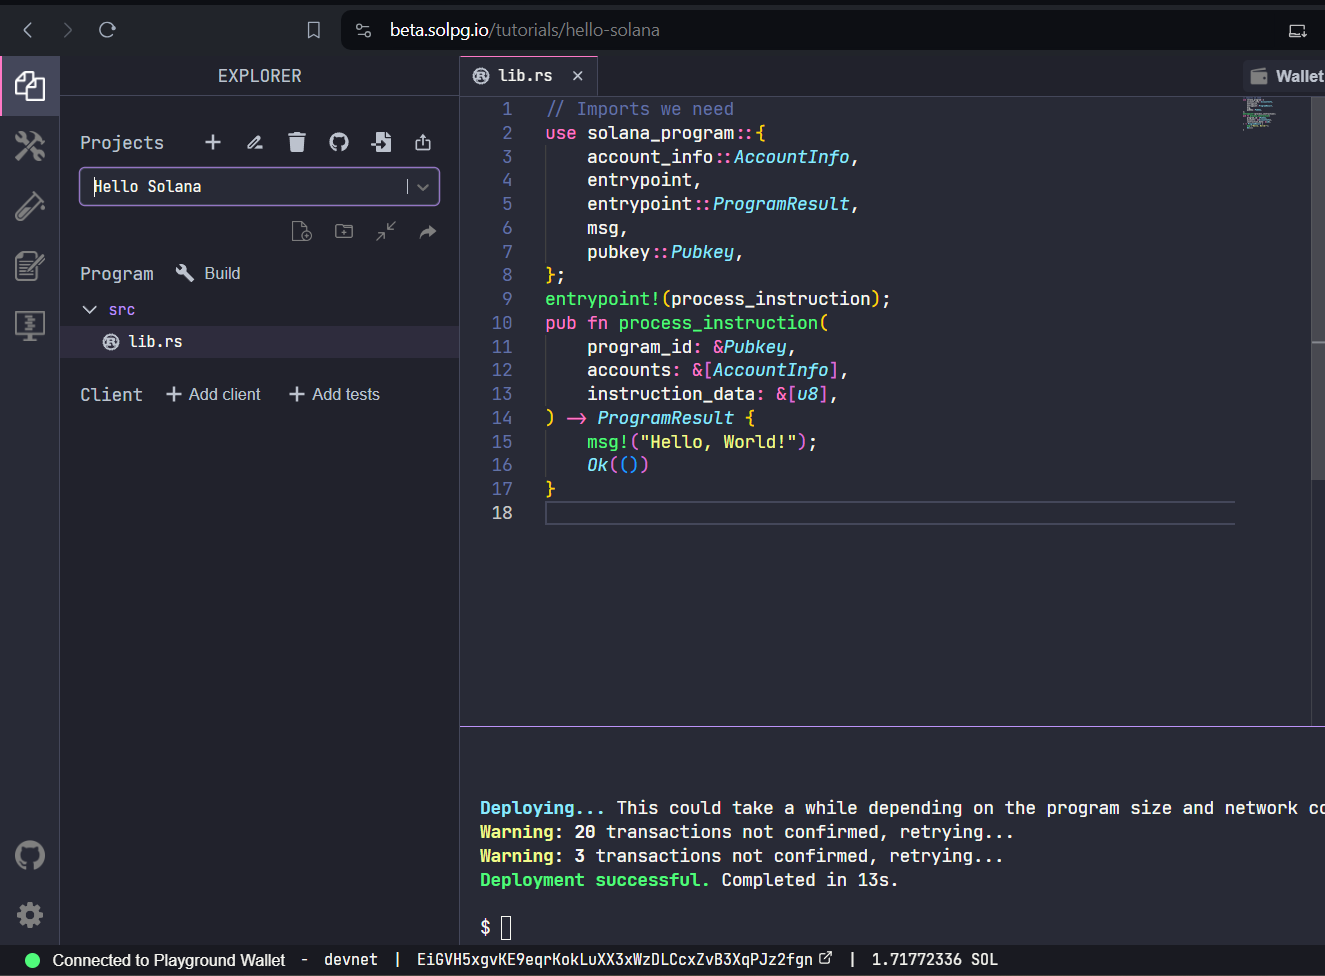 beta.solpg.io/tutorials/hello-solana
EXPLORER
Projects
Hello Solana
Program Build
src
lib.rs
Client Add client Add tests
lib.rs
Wallet
1 // Imports we need
2 use solana_program::{
3 account_info::AccountInfo,
4 entrypoint,
5 entrypoint::ProgramResult,
6 msg,
7 pubkey::Pubkey,
8 };
9 entrypoint!(process_instruction);
10 pub fn process_instruction(
11 program_id: &Pubkey,
12 accounts: &[AccountInfo],
13 instruction_data: &[u8],
14 ) -> ProgramResult {
15 msg!("Hello, World!");
16 Ok(())
17 }
18
Deploying... This could take a while depending on the program size and network co
Warning: 20 transactions not confirmed, retrying...
Warning: 3 transactions not confirmed, retrying...
Deployment successful. Completed in 13s.
$
Connected to Playground Wallet - devnet | EiGVH5xgvKE9eqrKokLuXX3xWzDLCcxZvB3XqPJz2fgn | 1.71772336 SOL